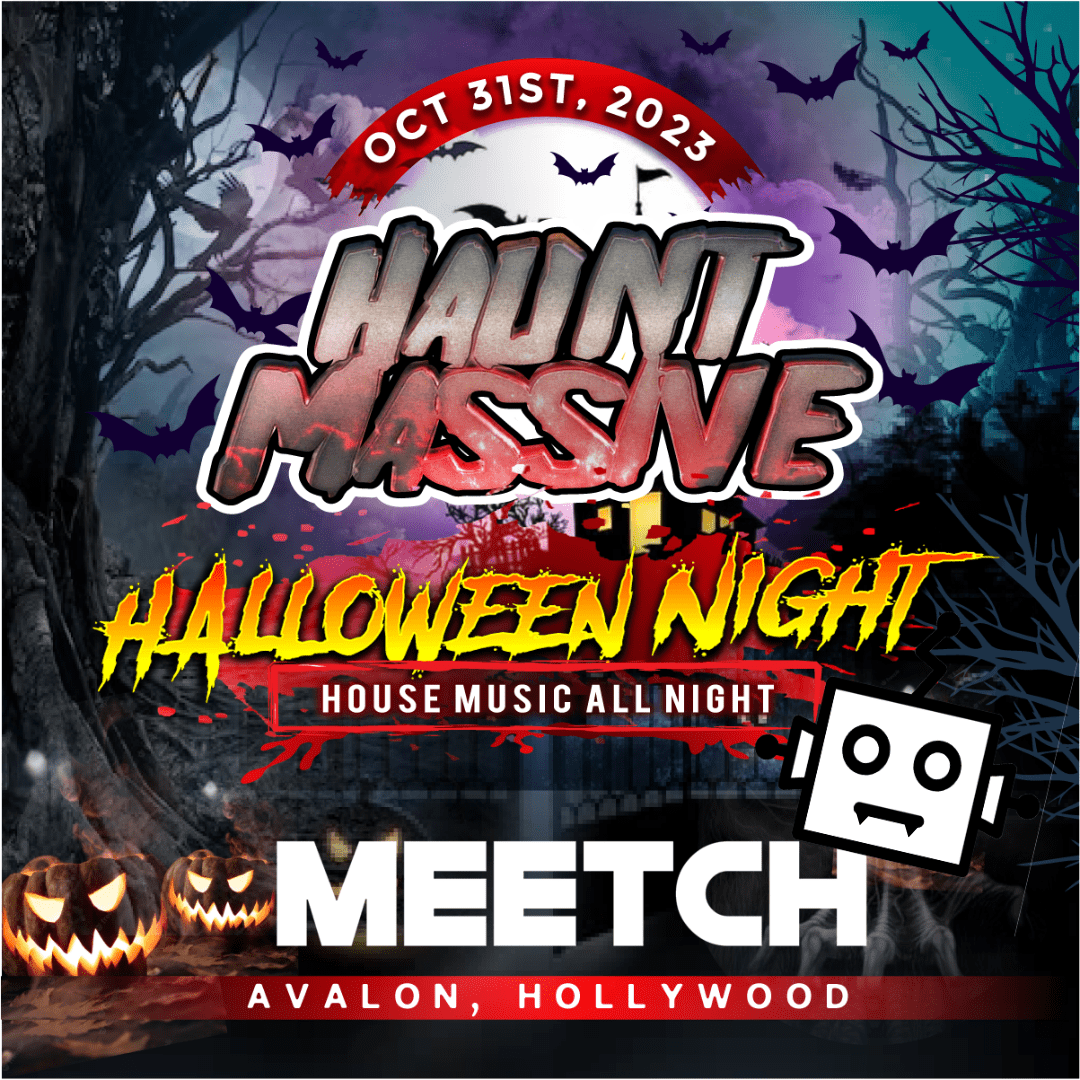 OCT 31ST, 2023
HAUNT
MASSIVE
HALLOWEEN NIGHT
HOUSE MUSIC ALL NIGHT
MEETCH
AVALON, HOLLYWOOD